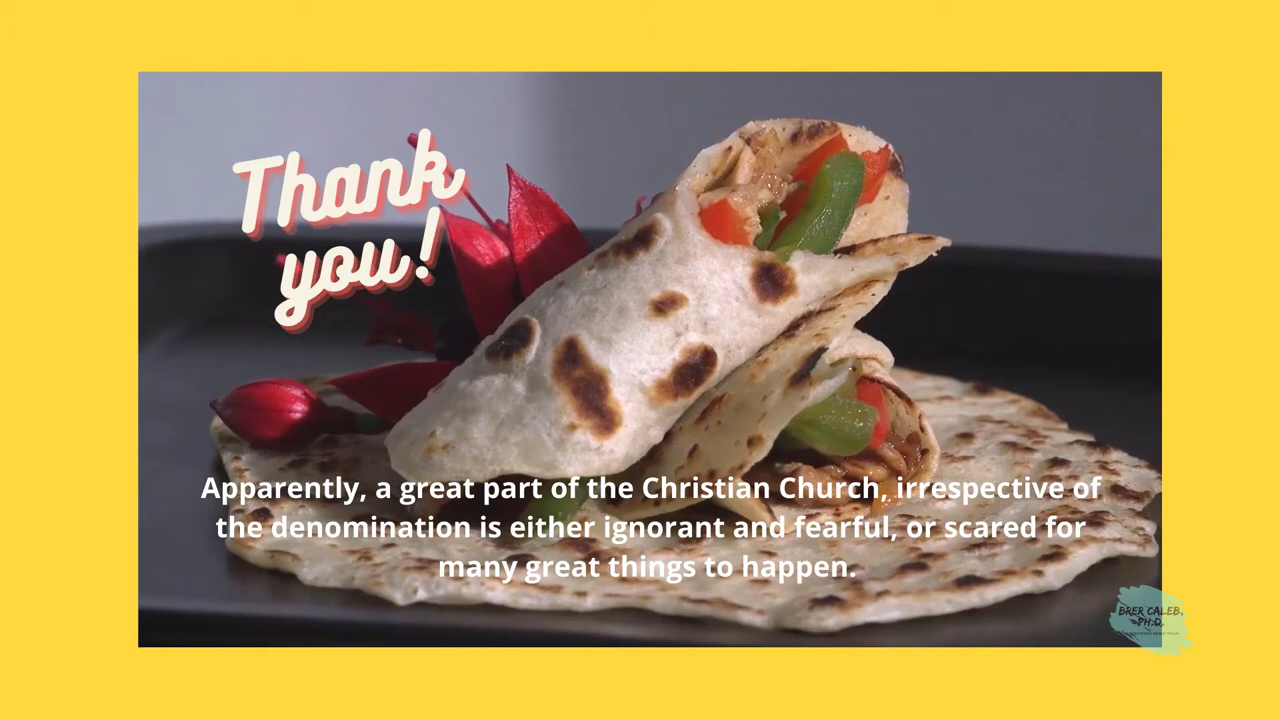 Thank
you!
Apparently, a great part of the Christian Church, irrespective of
the denomination is either ignorant and fearful, or scared for
many great things to happen.
BRER CALEB,
PH.D.